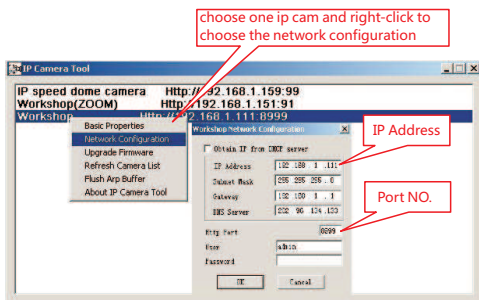 choose one ip cam and right-click to
choose the network configuration
IP Camera Tool
IP speed dome camera Http://192.168.1.159:99
Workshop(ZOOM) Http://192.168.1.151:91
Workshop Http://192.168.1.111:8999
Basic Properties
Network Configuration
Upgrade Firmware
Refresh Camera List
Flush Arp Buffer
About IP Camera Tool
Workshop Network Configuration
Obtain IP from DHCP server
IP Address 192 .168 . 1 .111
Subnet Mask 255 .255 .255 . 0
Gateway 192 .168 . 1 . 1
DNS Server 202 . 96 .134 .133
Http Port 8999
User admin
Password
OK Cancel
IP Address
Port NO.